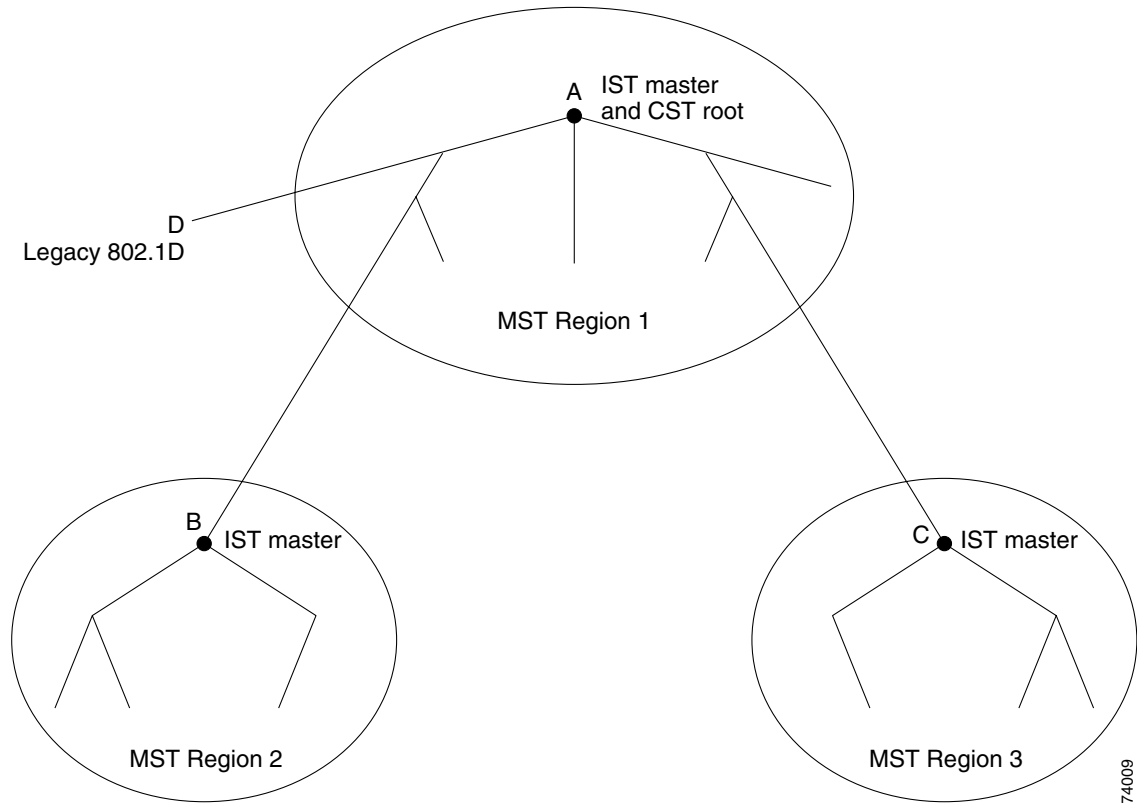 A
IST master
and CST root
D
Legacy 802.1D
MST Region 1
B
IST master
C
IST master
MST Region 2
MST Region 3
74009